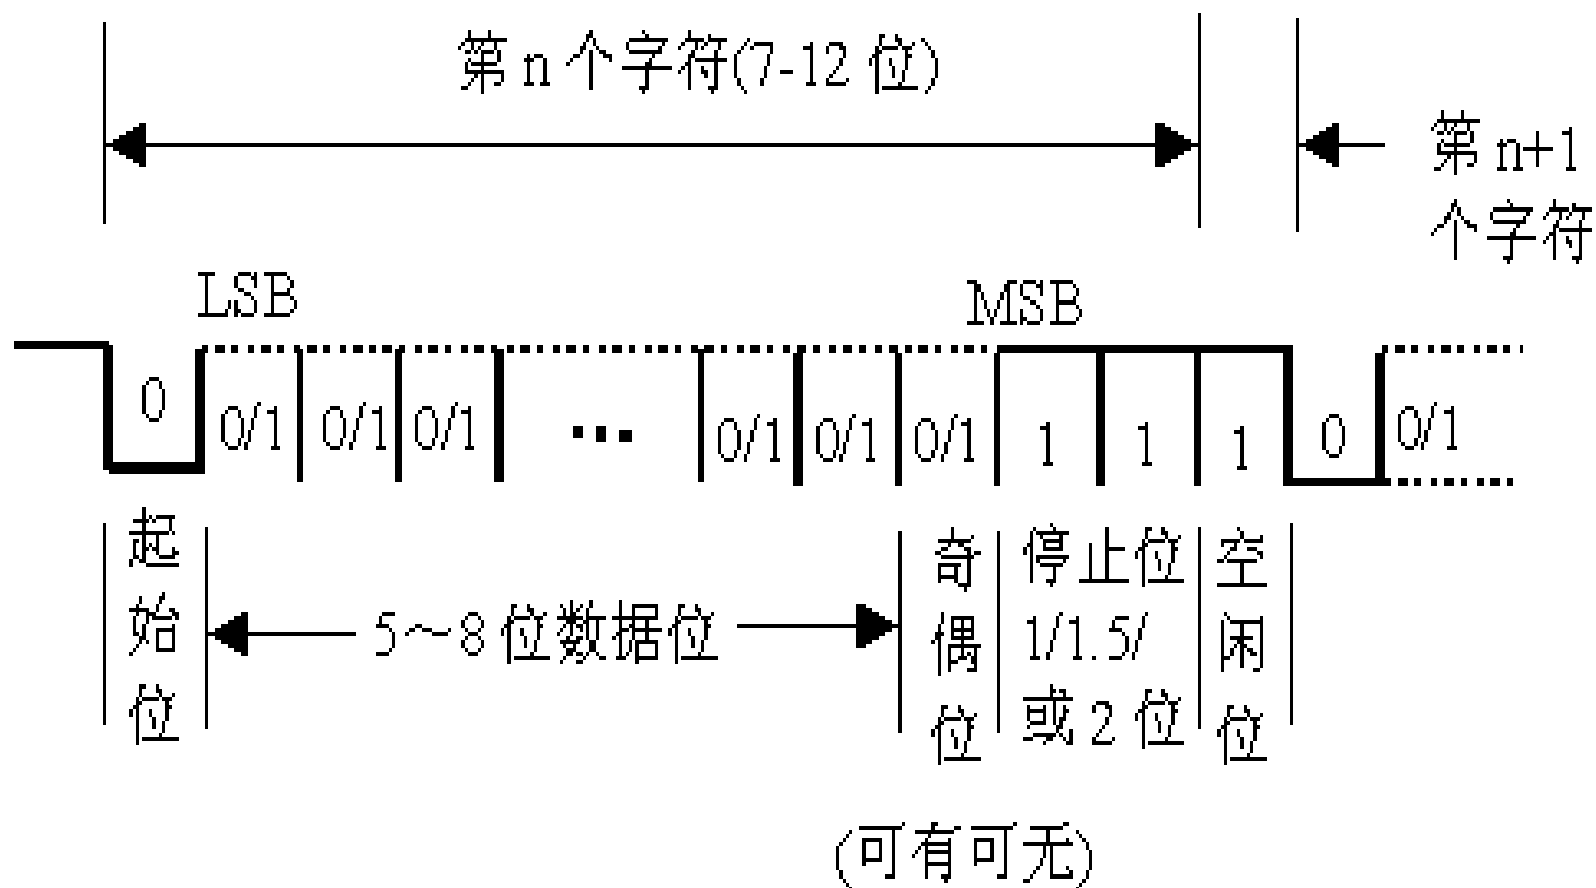 第 n 个字符(7-12 位)
第 n+1
个字符
LSB
MSB
0 0/1 0/1 0/1 ... 0/1 0/1 0/1 1 1 1 0 0/1
起始位
5～8 位数据位
奇偶位
停止位
1/1.5/
或 2 位
空闲位
(可有可无)